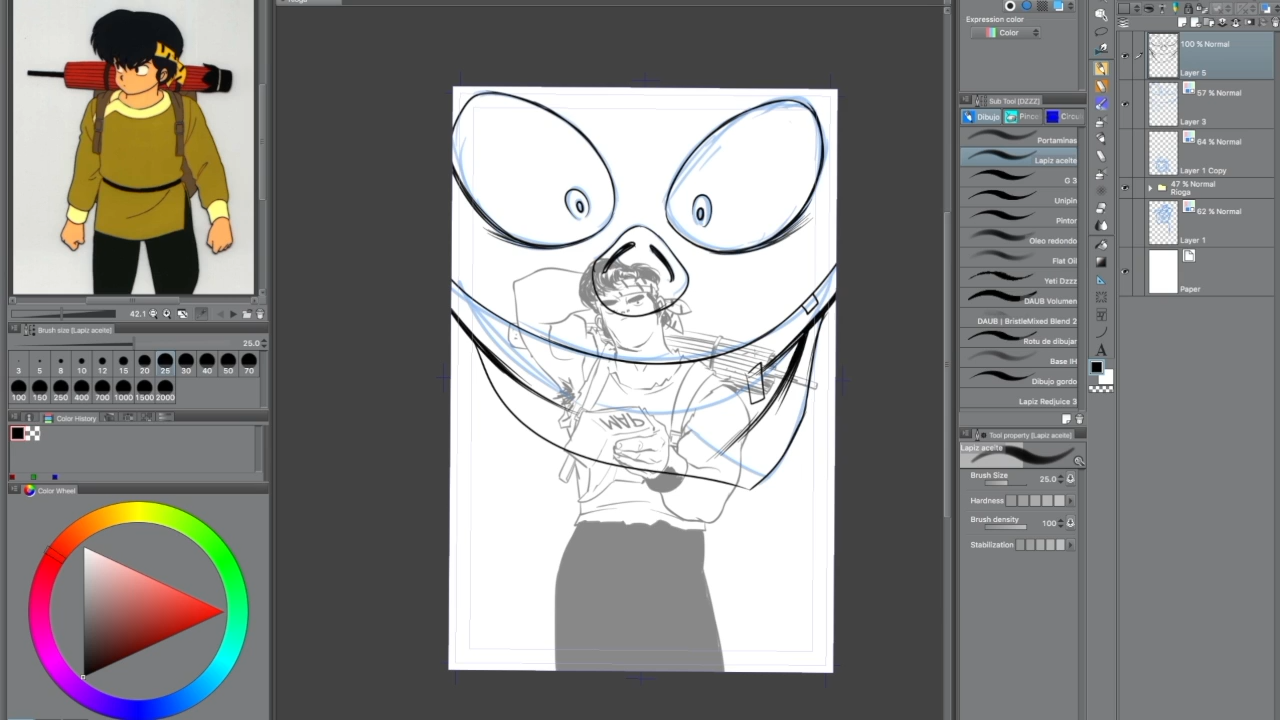 Rioga
Expression color
Color
42.1
Brush size [Lapiz aceite]
25.0
3 5 8 10 12 15 20 25 30 40 50 70
100 150 250 400 700 1000 1500 2000
Color History
Color Wheel
MAP
Sub Tool [DZZZ]
Dibujo Pince Circu
Portaminas
Lapiz aceite
G 3
Unipin
Pintor
Oleo redondo
Flat Oil
Yeti Dzzz
DAUB Volumen
DAUB | BristleMixed Blend 2
Rotu de dibujar
Base IH
Dibujo gordo
Lapiz Redjuice 3
Tool property [Lapiz aceite]
Lapiz aceite
Brush Size 25.0
Hardness
Brush density 100
Stabilization
A
100 % Normal
Layer 5
57 % Normal
Layer 3
64 % Normal
Layer 1 Copy
47 % Normal
Rioga
62 % Normal
Layer 1
Paper